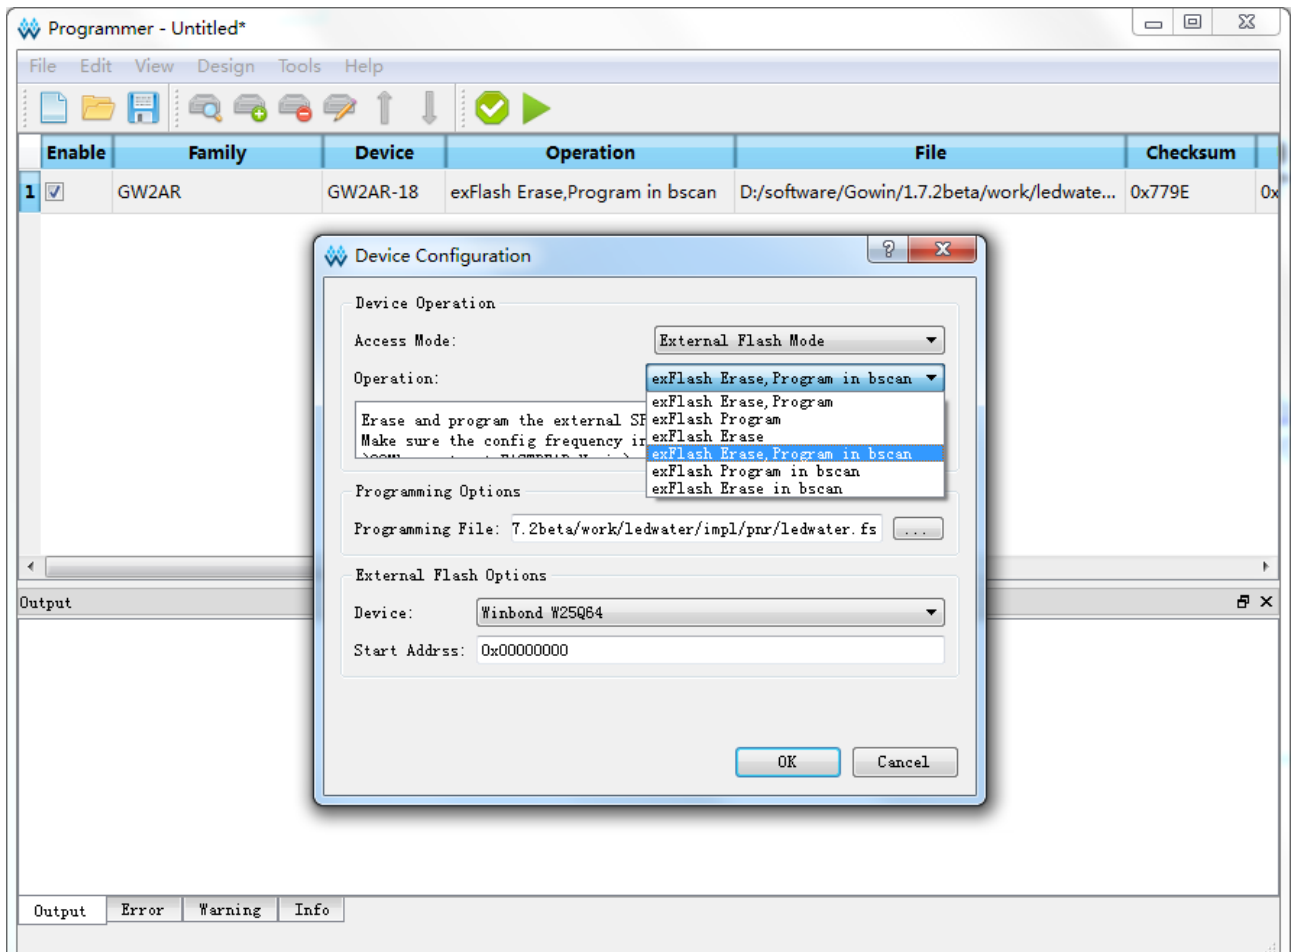 Programmer - Untitled*
File Edit View Design Tools Help
Enable Family Device Operation File Checksum
1 GW2AR GW2AR-18 exFlash Erase,Program in bscan D:/software/Gowin/1.7.2beta/work/ledwate... 0x779E 0x
Device Configuration
Device Operation
Access Mode: External Flash Mode
Operation: exFlash Erase,Program in bscan
Erase and program the external
Make sure the config frequency
exFlash Erase,Program
exFlash Program
exFlash Erase
exFlash Erase,Program in bscan
exFlash Program in bscan
exFlash Erase in bscan
Programming Options
Programming File: 7.2beta/work/ledwater/impl/pnr/ledwater.fs ...
External Flash Options
Device: Winbond W25Q64
Start Addrss: 0x00000000
OK Cancel
Output
Output Error Warning Info